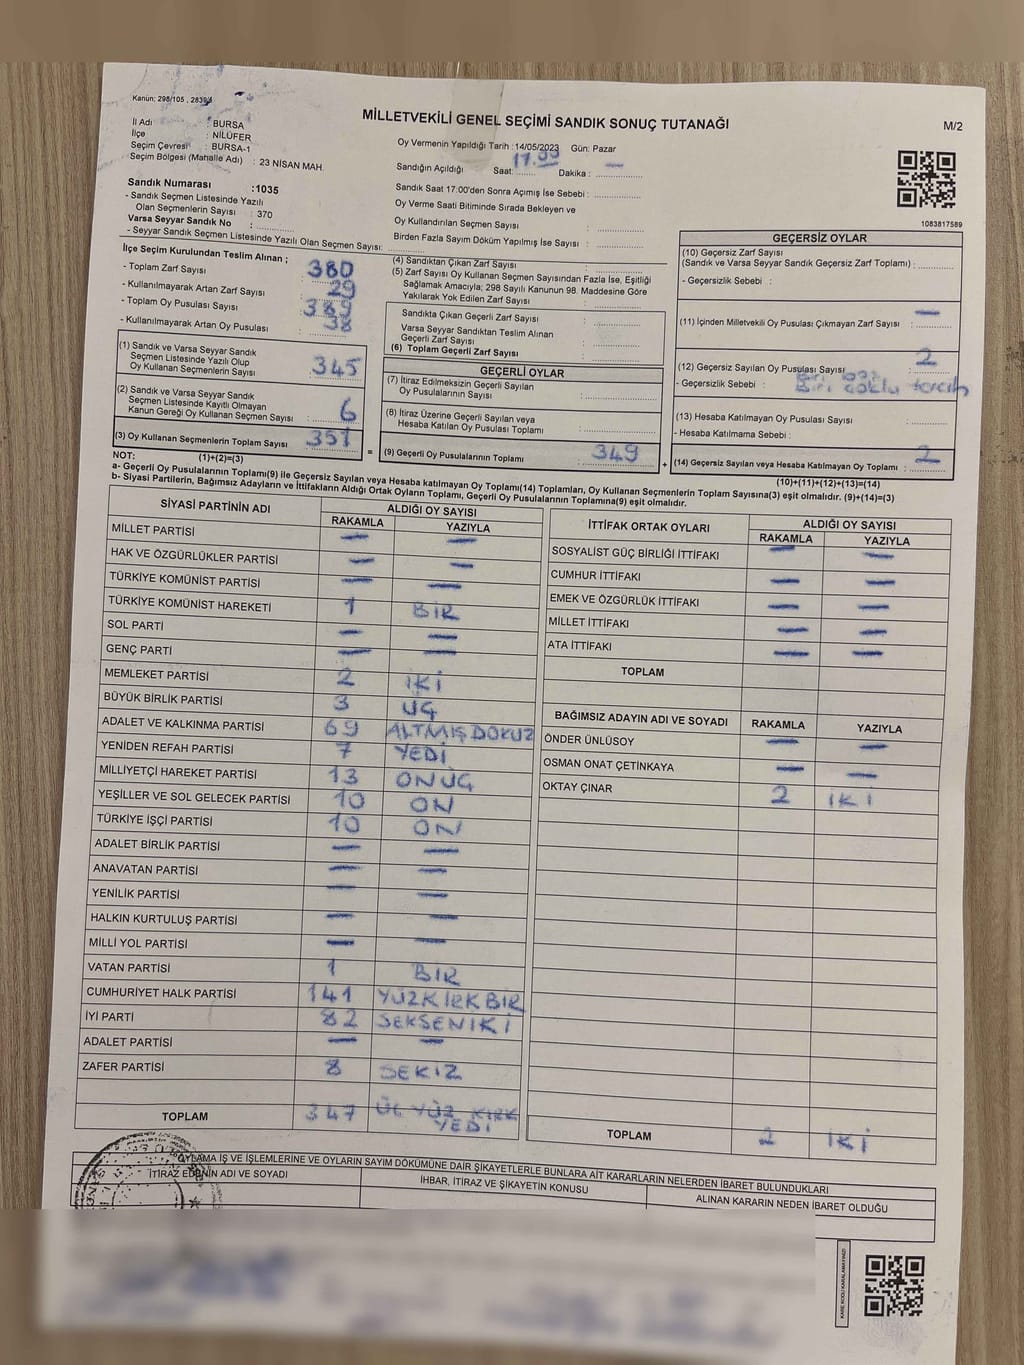 Kanun: 298/105 , 2839/
MİLLETVEKİLİ GENEL SEÇİMİ SANDIK SONUÇ TUTANAĞI
M/2
İl Adı : BURSA
İlçe : NİLÜFER
Seçim Çevresi : BURSA-1
Seçim Bölgesi (Mahalle Adı) : 23 NİSAN MAH.
Oy Vermenin Yapıldığı Tarih :14/05/2023 Gün: Pazar
Sandığın Açıldığı Saat: 17.00 Dakika : —
Sandık Saat 17:00'den Sonra Açımış İse Sebebi :
Oy Verme Saati Bitiminde Sırada Bekleyen ve
Oy Kullandırılan Seçmen Sayısı :
Birden Fazla Sayım Döküm Yapılmış İse Sayısı :
1083817589
Sandık Numarası :1035
- Sandık Seçmen Listesinde Yazılı
Olan Seçmenlerin Sayısı : 370
Varsa Seyyar Sandık No :
- Seyyar Sandık Seçmen Listesinde Yazılı Olan Seçmen Sayısı:
İlçe Seçim Kurulundan Teslim Alınan ;
- Toplam Zarf Sayısı : 380
- Kullanılmayarak Artan Zarf Sayısı : 29
- Toplam Oy Pusulası Sayısı : 389
- Kullanılmayarak Artan Oy Pusulası : 38
(1) Sandık ve Varsa Seyyar Sandık
Seçmen Listesinde Yazılı Olup
Oy Kullanan Seçmenlerin Sayısı : 345
(2) Sandık ve Varsa Seyyar Sandık
Seçmen Listesinde Kayıtlı Olmayan
Kanun Gereği Oy Kullanan Seçmen Sayısı : 6
(3) Oy Kullanan Seçmenlerin Toplam Sayısı : 351
(1)+(2)=(3)
(4) Sandıktan Çıkan Zarf Sayısı :
(5) Zarf Sayısı Oy Kullanan Seçmen Sayısından Fazla İse, Eşitliği
Sağlamak Amacıyla; 298 Sayılı Kanunun 98. Maddesine Göre
Yakılarak Yok Edilen Zarf Sayısı :
Sandıkta Çıkan Geçerli Zarf Sayısı :
Varsa Seyyar Sandıktan Teslim Alınan
Geçerli Zarf Sayısı :
(6) Toplam Geçerli Zarf Sayısı :
GEÇERLİ OYLAR
(7) İtiraz Edilmeksizin Geçerli Sayılan
Oy Pusulalarının Sayısı :
(8) İtiraz Üzerine Geçerli Sayılan veya
Hesaba Katılan Oy Pusulası Toplamı :
= (9) Geçerli Oy Pusulalarının Toplamı : 349 +
GEÇERSİZ OYLAR
(10) Geçersiz Zarf Sayısı
(Sandık ve Varsa Seyyar Sandık Geçersiz Zarf Toplamı) :
- Geçersizlik Sebebi :
(11) İçinden Milletvekili Oy Pusulası Çıkmayan Zarf Sayısı : —
(12) Geçersiz Sayılan Oy Pusulası Sayısı : 2
- Geçersizlik Sebebi : Biri boş
Biri çoklu tercih
(13) Hesaba Katılmayan Oy Pusulası Sayısı :
- Hesaba Katılmama Sebebi :
(14) Geçersiz Sayılan veya Hesaba Katılmayan Oy Toplamı : 2
(10)+(11)+(12)+(13)=(14)
NOT:
a- Geçerli Oy Pusulalarının Toplamı(9) ile Geçersiz Sayılan veya Hesaba Katılmayan Oy Toplamı(14) Toplamları, Oy Kullanan Seçmenlerin Toplam Sayısına(3) eşit olmalıdır. (9)+(14)=(3)
b- Siyasi Partilerin, Bağımsız Adayların ve İttifakların Aldığı Ortak Oyların Toplamı, Geçerli Oy Pusulalarının Toplamına(9) eşit olmalıdır.
SİYASİ PARTİNİN ADI ALDIĞI OY SAYISI
RAKAMLA YAZIYLA
MİLLET PARTİSİ — —
HAK VE ÖZGÜRLÜKLER PARTİSİ — —
TÜRKİYE KOMÜNİST PARTİSİ — —
TÜRKİYE KOMÜNİST HAREKETİ 1 BİR
SOL PARTİ — —
GENÇ PARTİ — —
MEMLEKET PARTİSİ 2 İKİ
BÜYÜK BİRLİK PARTİSİ 3 ÜÇ
ADALET VE KALKINMA PARTİSİ 69 ALTMIŞ DOKUZ
YENİDEN REFAH PARTİSİ 7 YEDİ
MİLLİYETÇİ HAREKET PARTİSİ 13 ONÜÇ
YEŞİLLER VE SOL GELECEK PARTİSİ 10 ON
TÜRKİYE İŞÇİ PARTİSİ 10 ON
ADALET BİRLİK PARTİSİ — —
ANAVATAN PARTİSİ — —
YENİLİK PARTİSİ — —
HALKIN KURTULUŞ PARTİSİ — —
MİLLİ YOL PARTİSİ — —
VATAN PARTİSİ 1 BİR
CUMHURİYET HALK PARTİSİ 141 YÜZKIRKBİR
İYİ PARTİ 82 SEKSENİKİ
ADALET PARTİSİ — —
ZAFER PARTİSİ 8 SEKİZ
TOPLAM 347 ÜÇ YÜZ KIRK
YEDİ
İTTİFAK ORTAK OYLARI ALDIĞI OY SAYISI
RAKAMLA YAZIYLA
SOSYALİST GÜÇ BİRLİĞİ İTTİFAKI — —
CUMHUR İTTİFAKI — —
EMEK VE ÖZGÜRLÜK İTTİFAKI — —
MİLLET İTTİFAKI — —
ATA İTTİFAKI — —
TOPLAM
BAĞIMSIZ ADAYIN ADI VE SOYADI RAKAMLA YAZIYLA
ÖNDER ÜNLÜSOY — —
OSMAN ONAT ÇETİNKAYA — —
OKTAY ÇINAR 2 İKİ
TOPLAM 2 İKİ
OYLAMA İŞ VE İŞLEMLERİNE VE OYLARIN SAYIM DÖKÜMÜNE DAİR ŞİKAYETLERLE BUNLARA AİT KARARLARIN NELERDEN İBARET BULUNDUKLARI
İTİRAZ EDENİN ADI VE SOYADI
İHBAR, İTİRAZ VE ŞİKAYETİN KONUSU
ALINAN KARARIN NEDEN İBARET OLDUĞU
KARE KODU KARALAMAYINIZ!